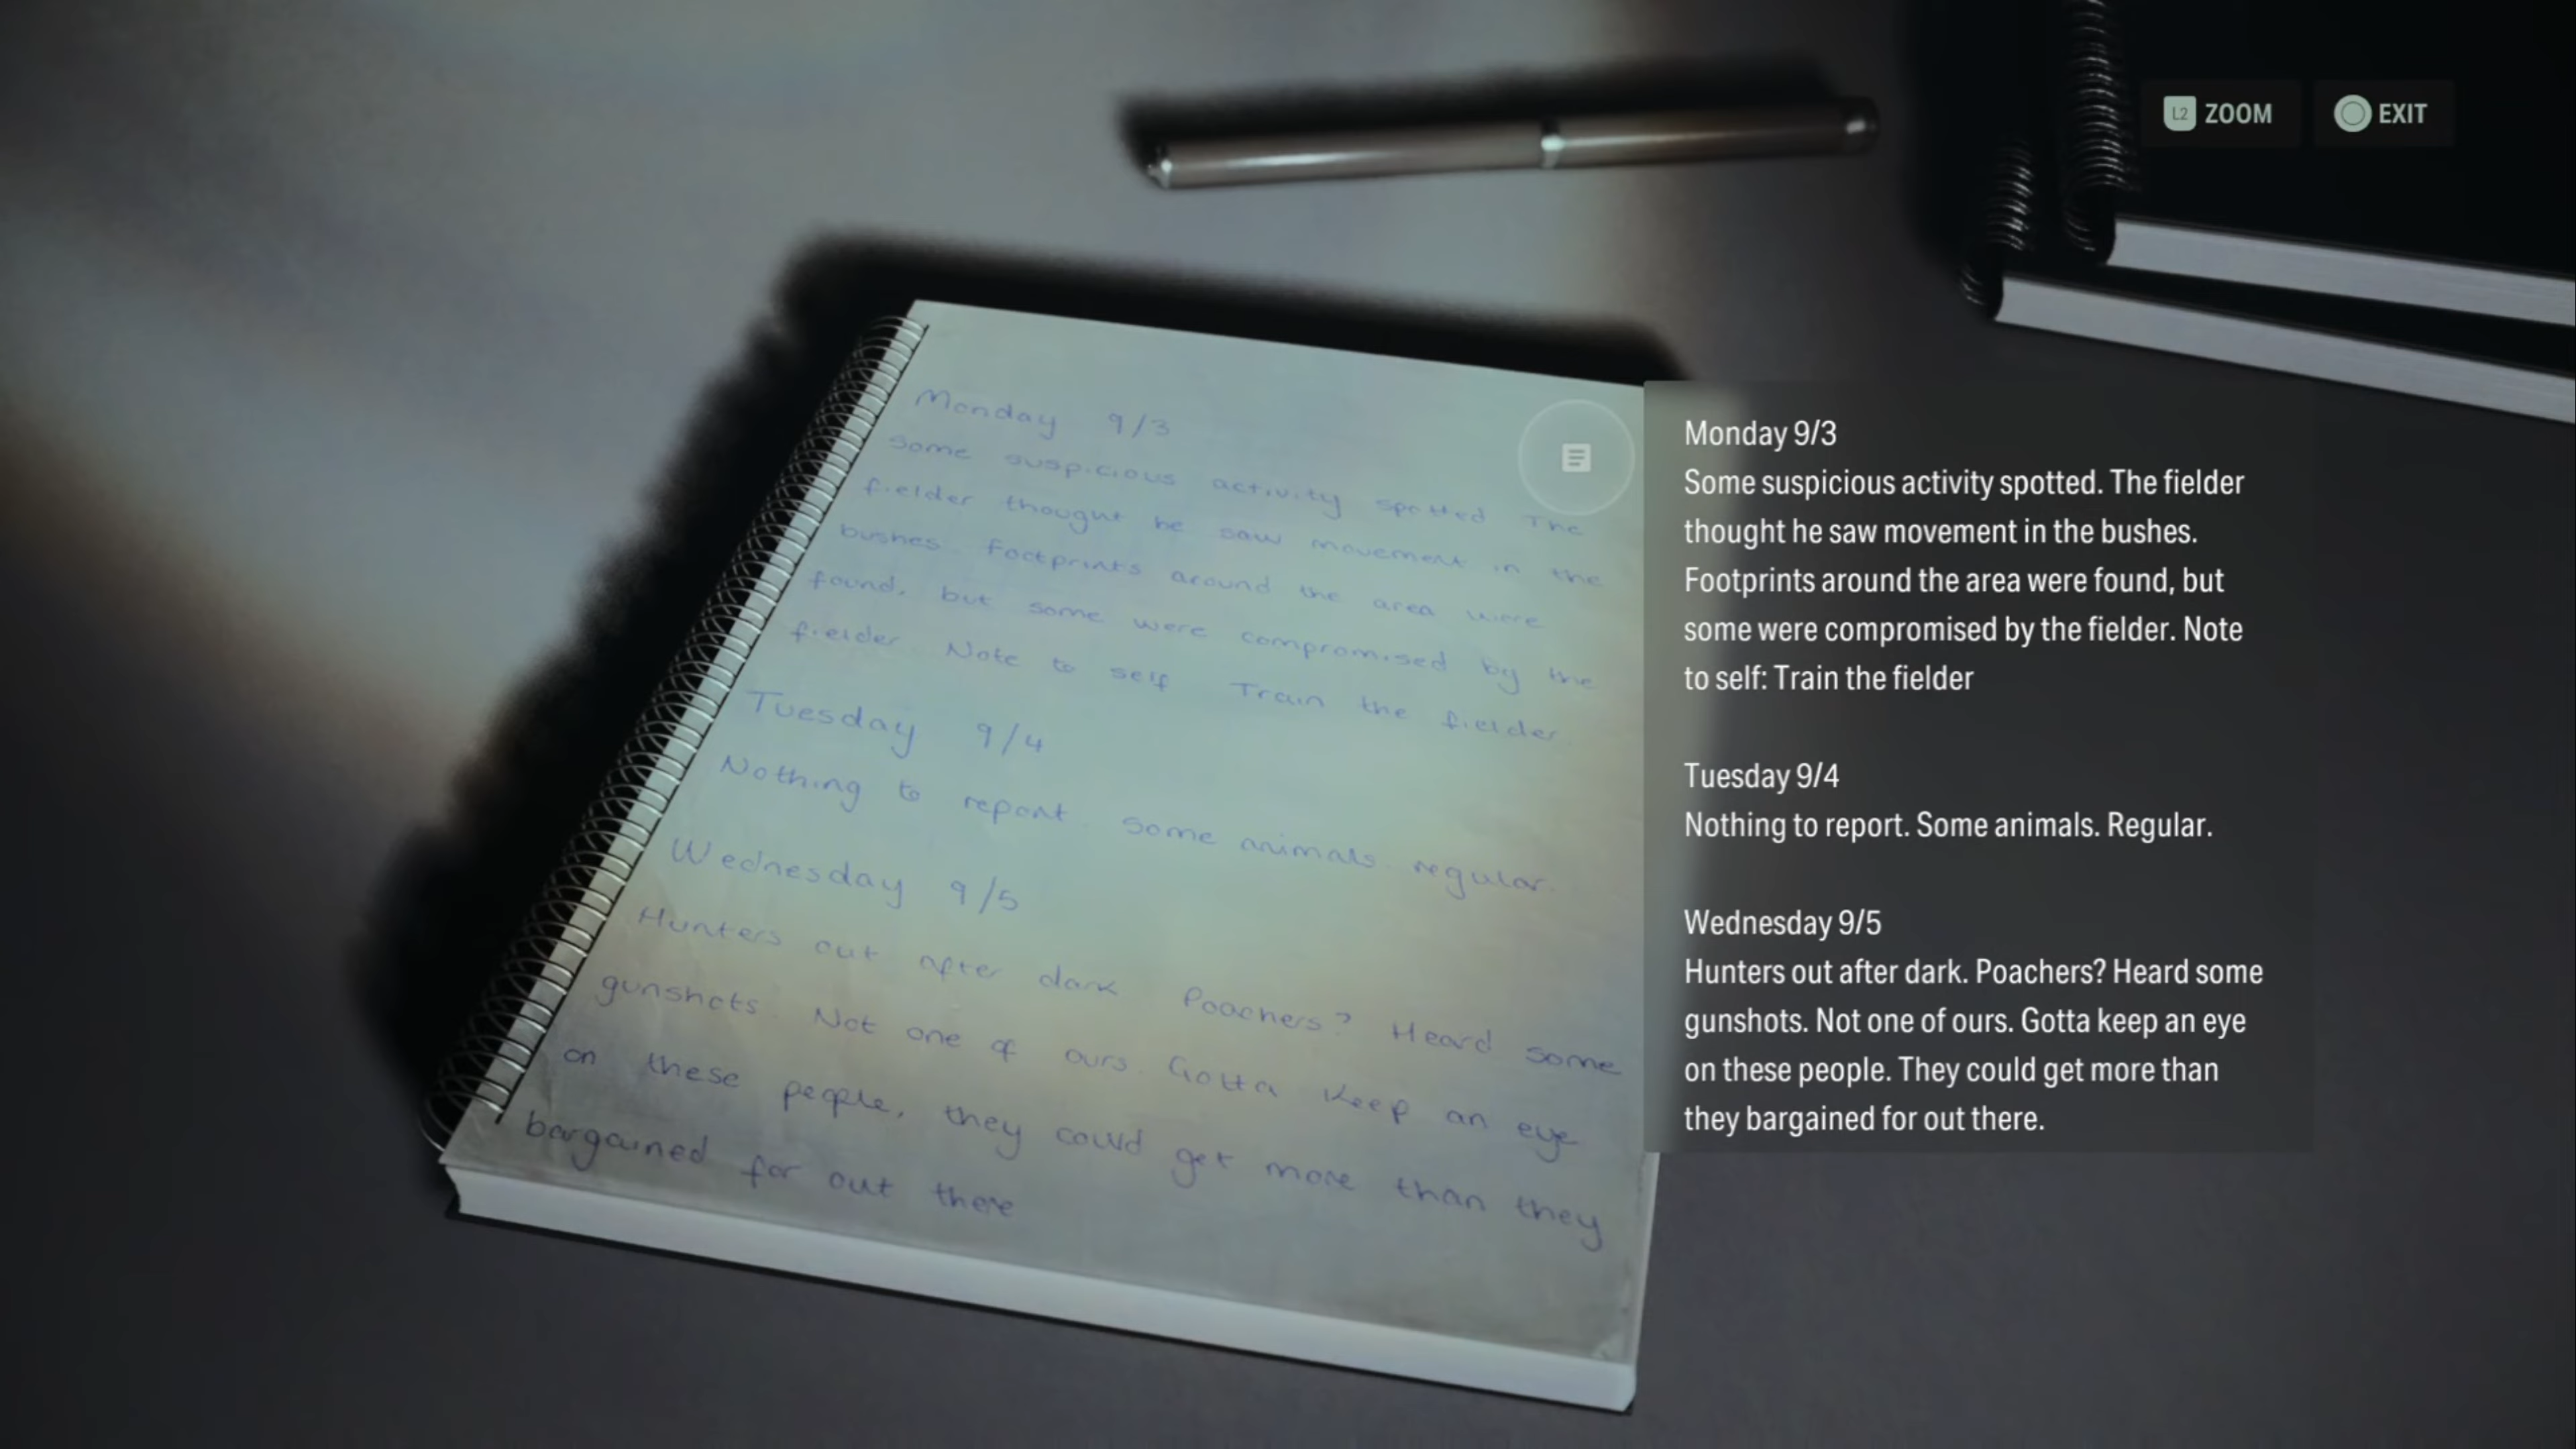 L2 ZOOM
EXIT
Monday 9/3
Some suspicious activity spotted The
fielder thought he saw movement in the
bushes. Footprints around the area were
found, but some were compromised by the
fielder Note to self Train the fielder.
Tuesday 9/4
Nothing to report. Some animals. regular.
Wednesday 9/5
Hunters out after dark Poachers? Heard some
gunshots. Not one of ours. Gotta keep an eye
on these people, they could get more than they
bargained for out there
Monday 9/3
Some suspicious activity spotted. The fielder
thought he saw movement in the bushes.
Footprints around the area were found, but
some were compromised by the fielder. Note
to self: Train the fielder
Tuesday 9/4
Nothing to report. Some animals. Regular.
Wednesday 9/5
Hunters out after dark. Poachers? Heard some
gunshots. Not one of ours. Gotta keep an eye
on these people. They could get more than
they bargained for out there.